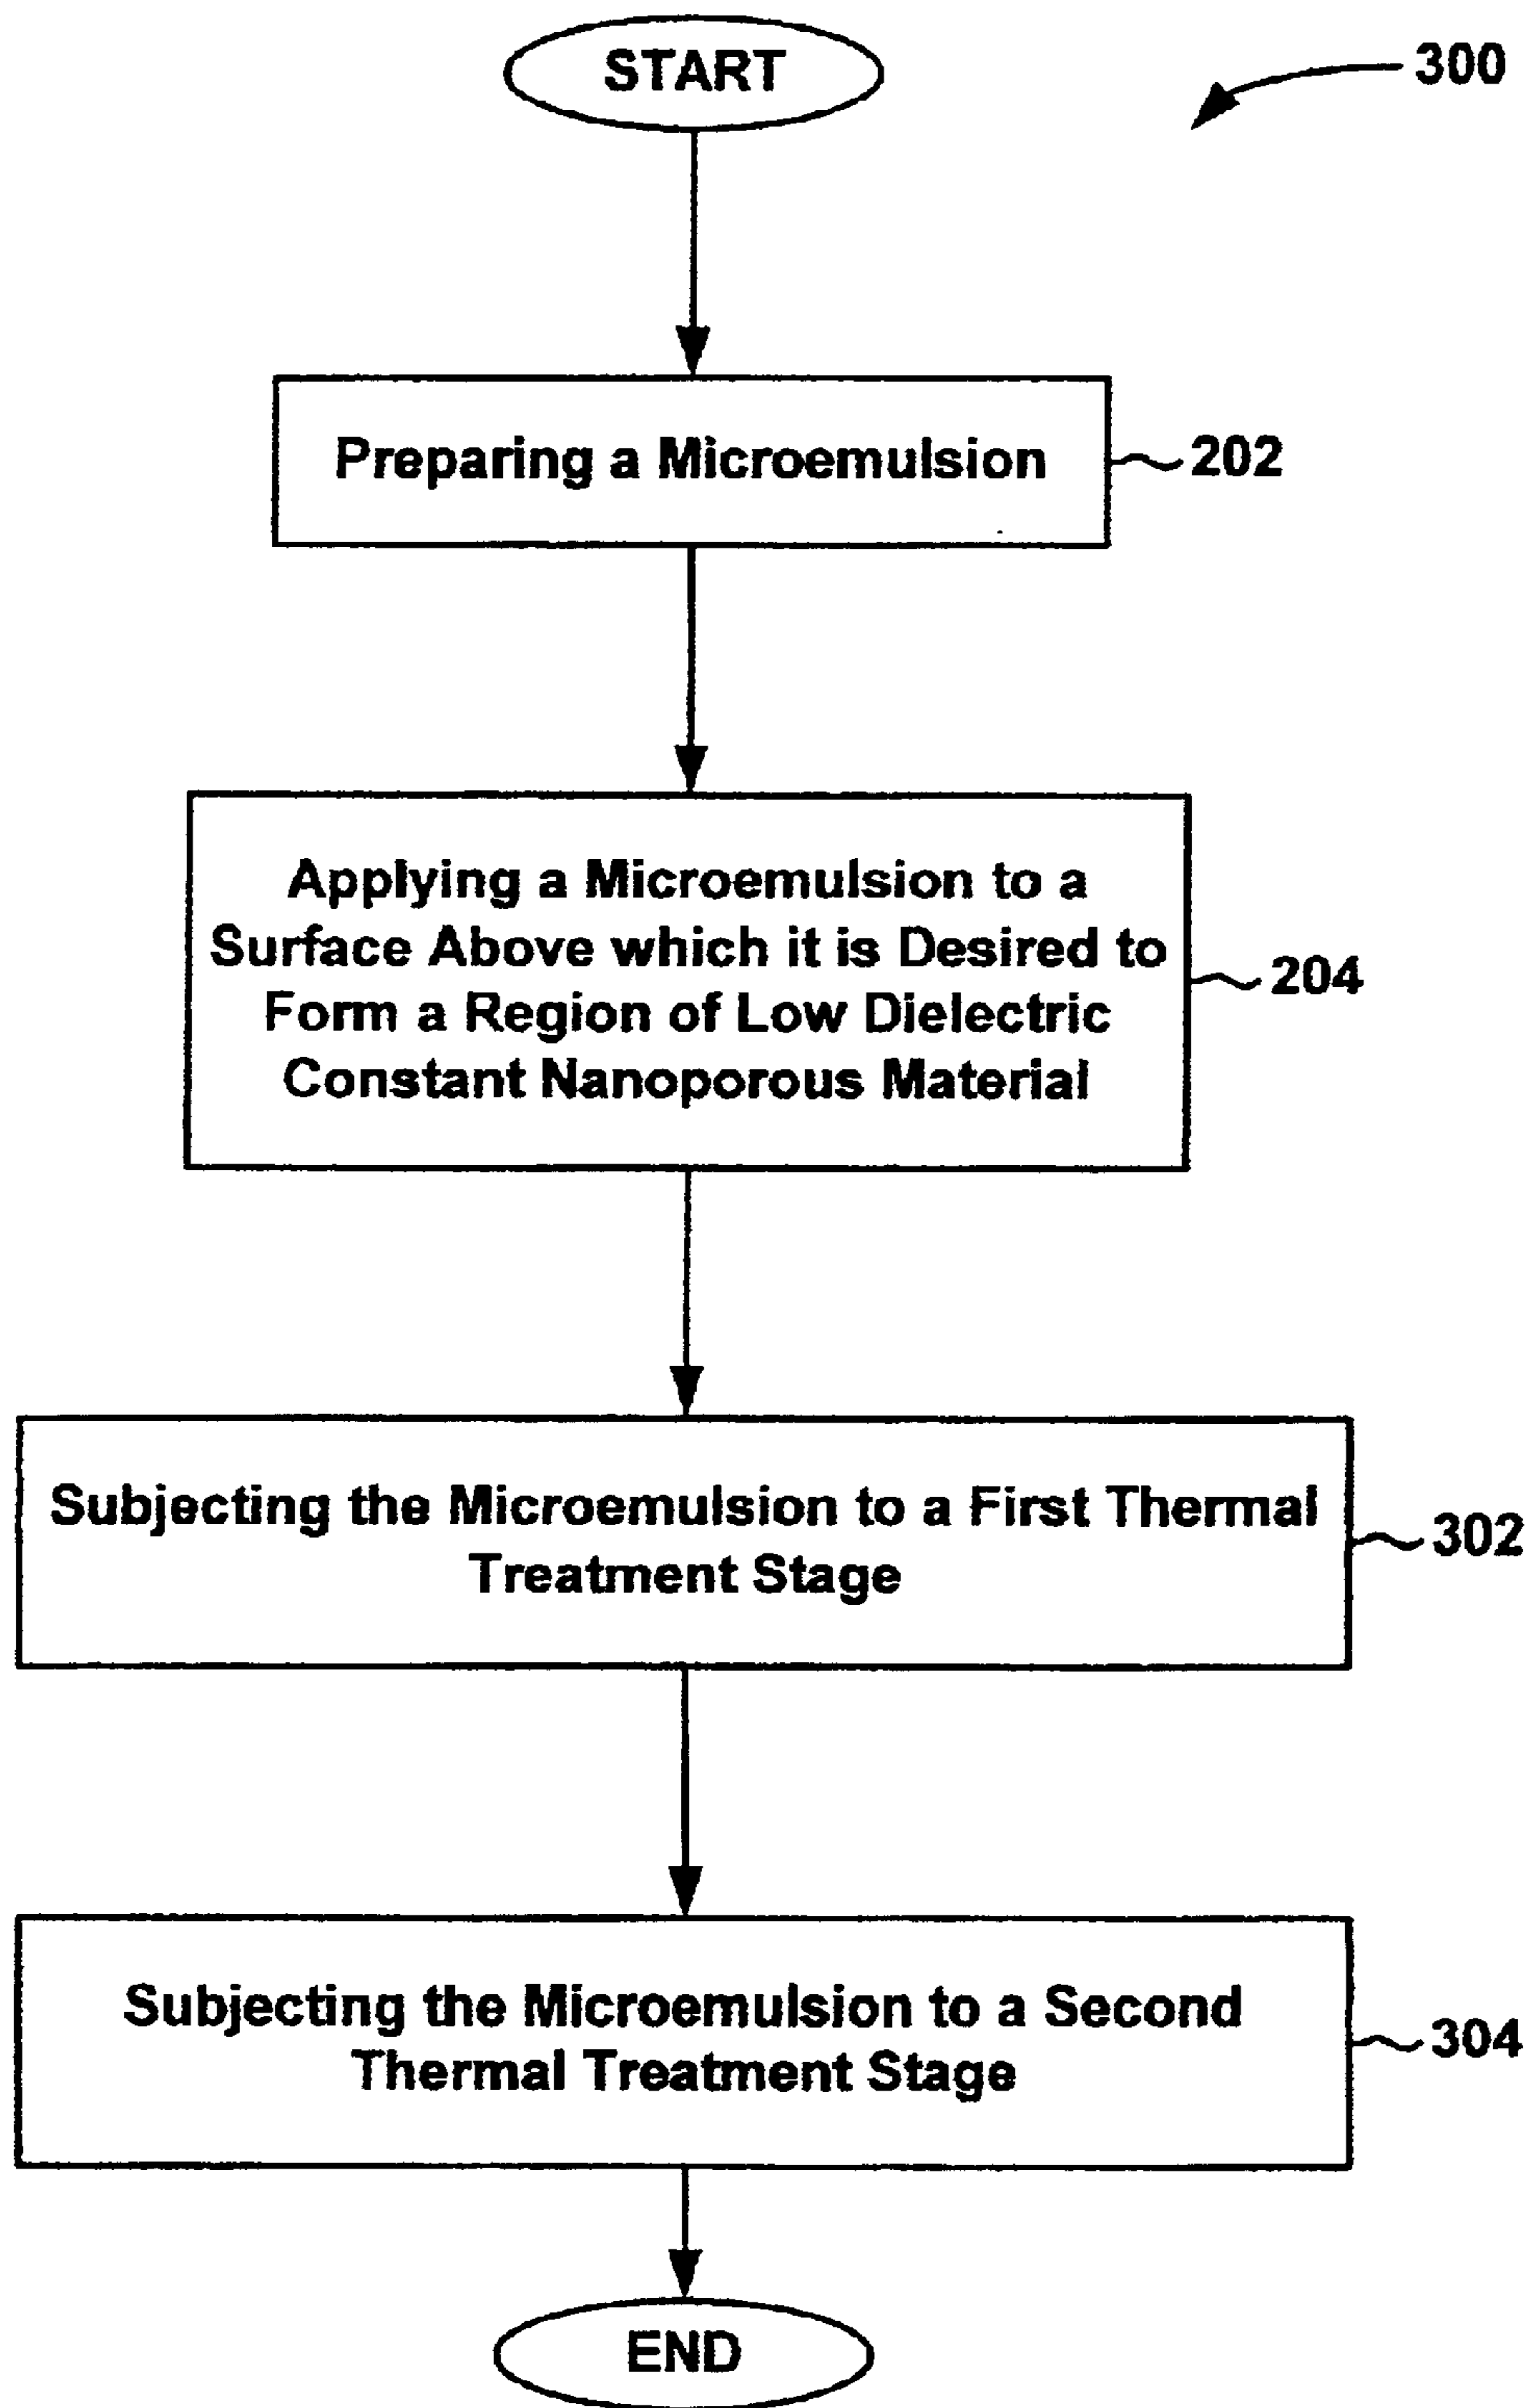 START
300
Preparing a Microemulsion
202
Applying a Microemulsion to a
Surface Above which it is Desired to
Form a Region of Low Dielectric
Constant Nanoporous Material
204
Subjecting the Microemulsion to a First Thermal
Treatment Stage
302
Subjecting the Microemulsion to a Second
Thermal Treatment Stage
304
END